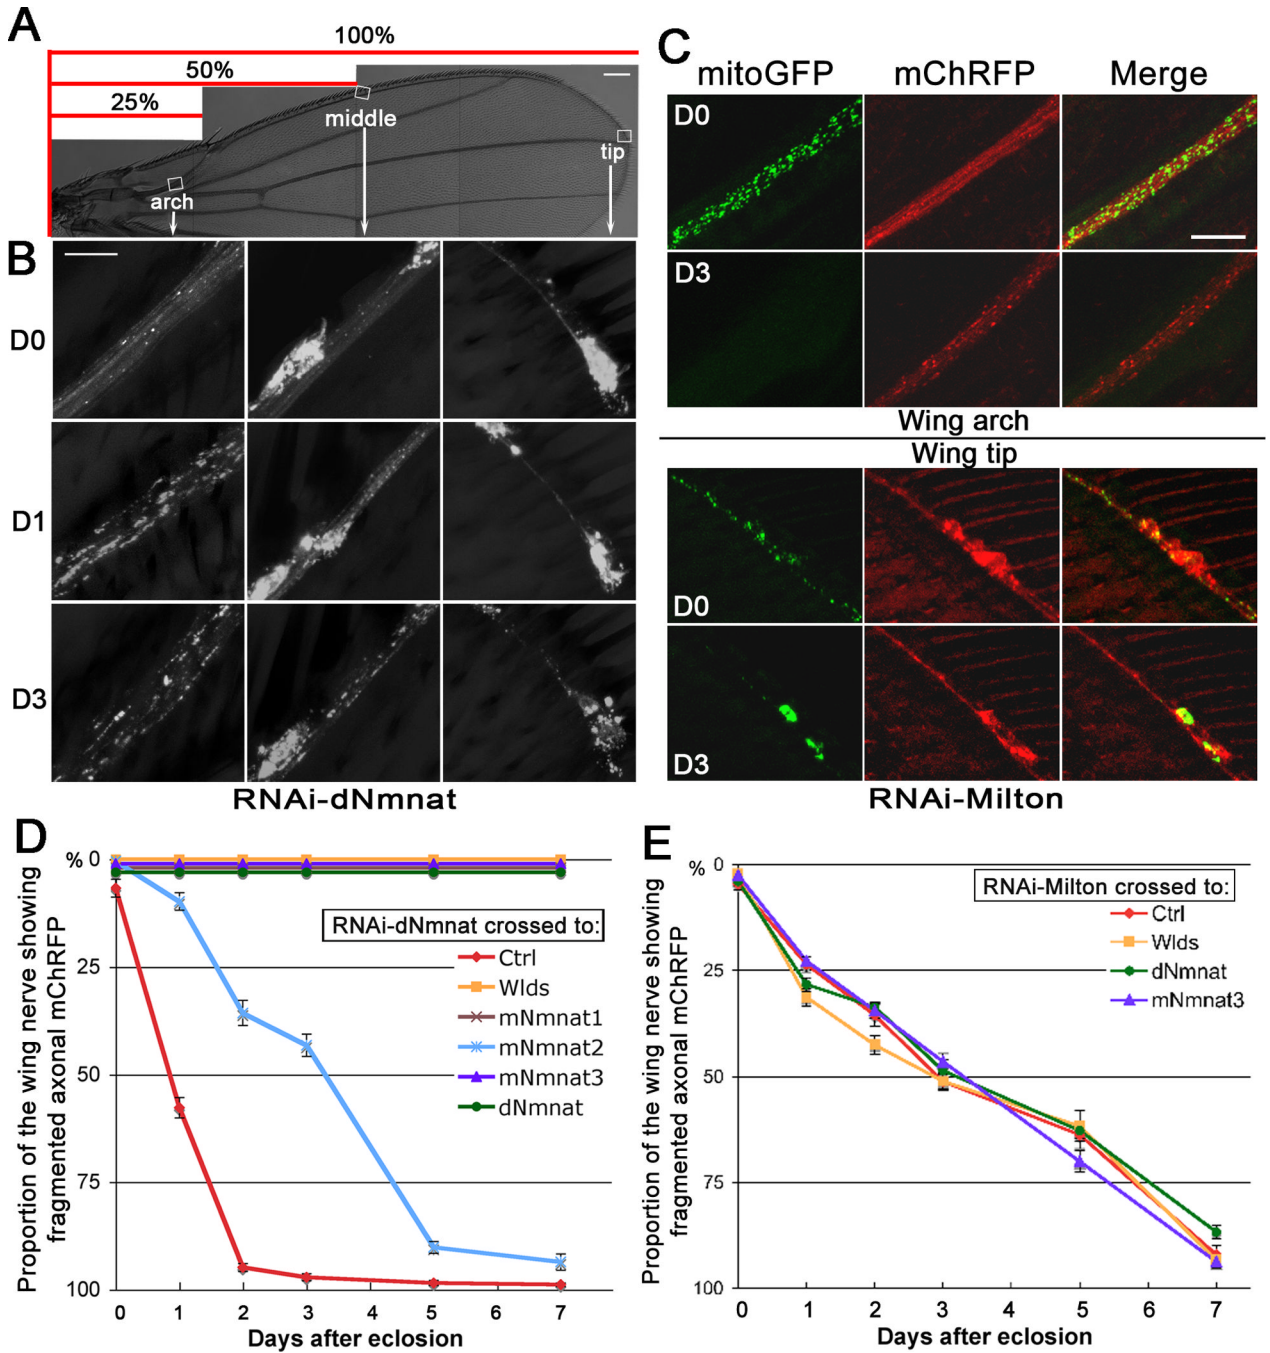 A
100%
50%
25%
middle
tip
arch
B
D0
D1
D3
RNAi-dNmnat
C
mitoGFP mChRFP Merge
D0
D3
Wing arch
Wing tip
D0
D3
RNAi-Milton
D
Proportion of the wing nerve showing
fragmented axonal mChRFP
% 0
25
50
75
100
RNAi-dNmnat crossed to:
Ctrl
Wlds
mNmnat1
mNmnat2
mNmnat3
dNmnat
0 1 2 3 4 5 6 7
Days after eclosion
E
Proportion of the wing nerve showing
fragmented axonal mChRFP
% 0
25
50
75
100
RNAi-Milton crossed to:
Ctrl
Wlds
dNmnat
mNmnat3
0 1 2 3 4 5 6 7
Days after eclosion